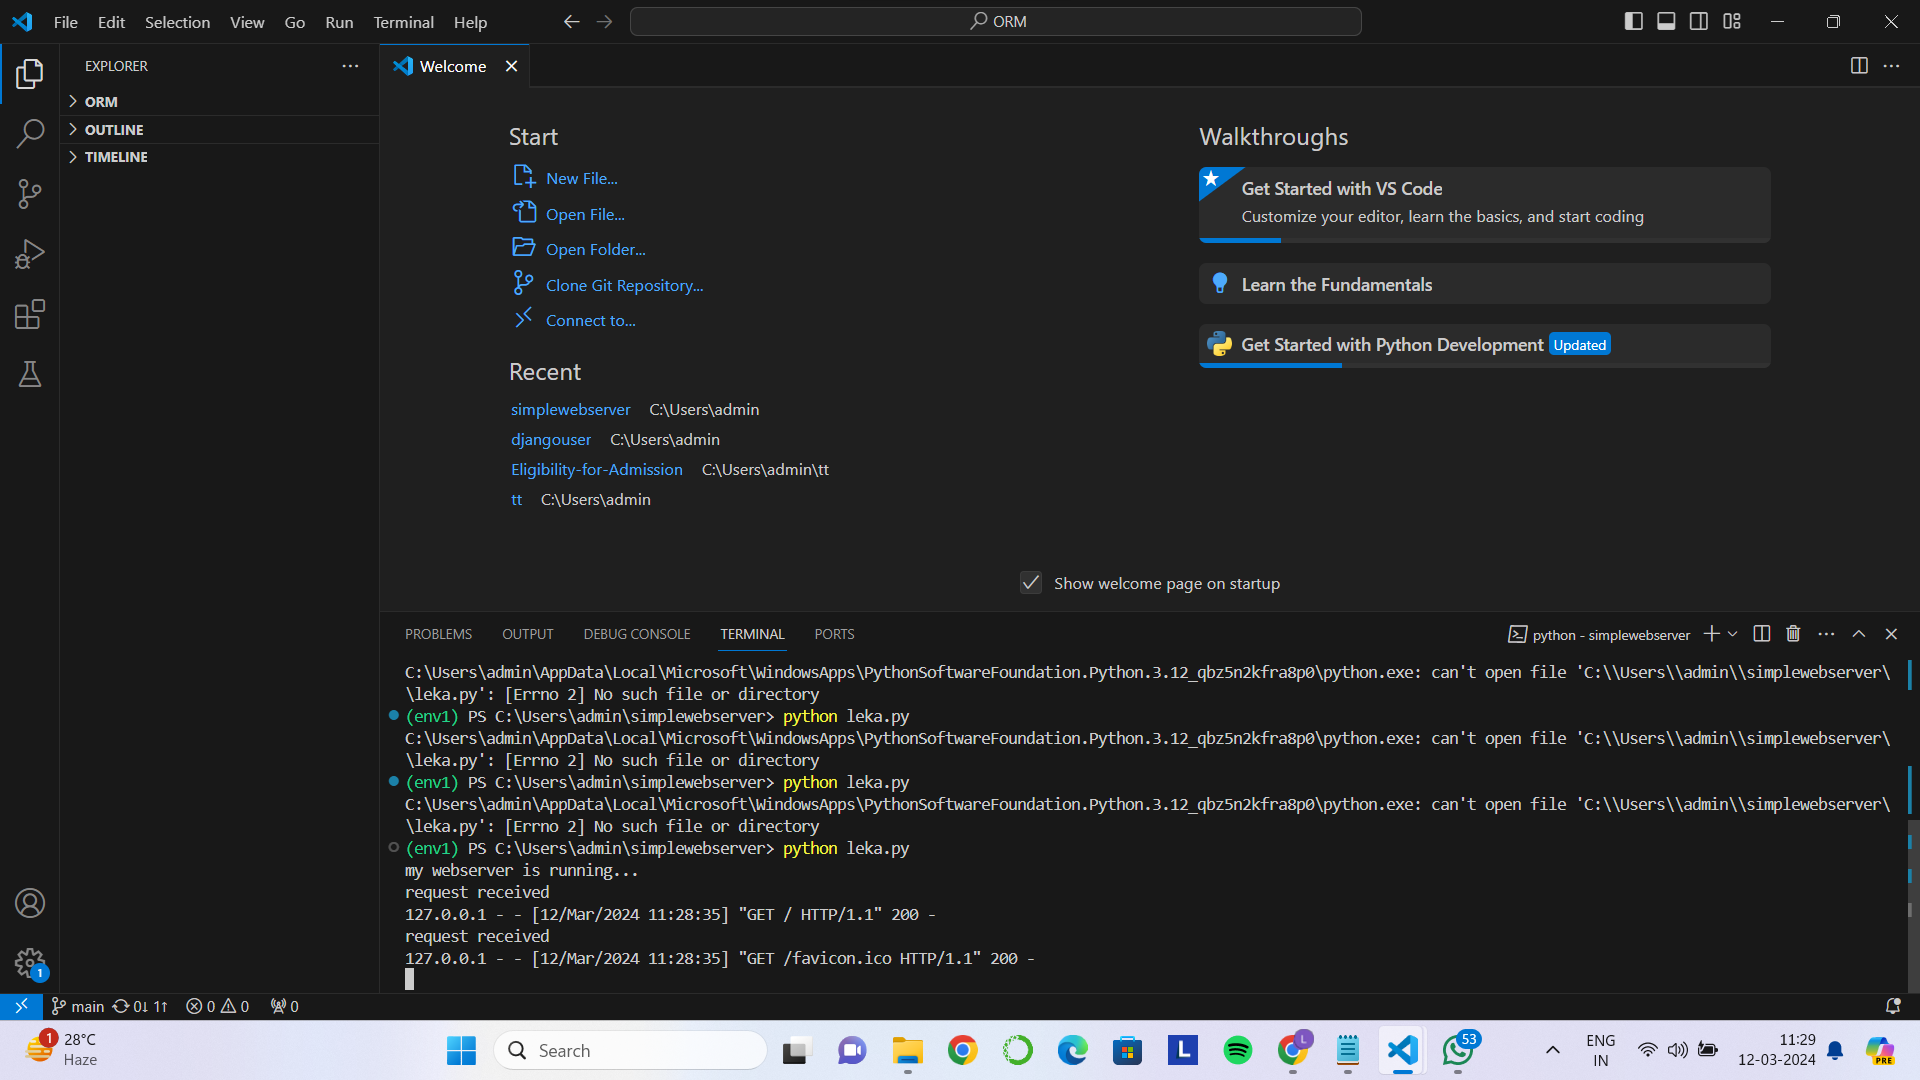 File Edit Selection View Go Run Terminal Help
ORM
EXPLORER
ORM
OUTLINE
TIMELINE
Welcome
Start
New File...
Open File...
Open Folder...
Clone Git Repository...
Connect to...
Recent
simplewebserver C:\Users\admin
djangouser C:\Users\admin
Eligibility-for-Admission C:\Users\admin\tt
tt C:\Users\admin
Walkthroughs
Get Started with VS Code
Customize your editor, learn the basics, and start coding
Learn the Fundamentals
Get Started with Python Development Updated
Show welcome page on startup
PROBLEMS OUTPUT DEBUG CONSOLE TERMINAL PORTS
python - simplewebserver
C:\Users\admin\AppData\Local\Microsoft\WindowsApps\PythonSoftwareFoundation.Python.3.12_qbz5n2kfra8p0\python.exe: can't open file 'C:\\Users\\admin\\simplewebserver\
\leka.py': [Errno 2] No such file or directory
(env1) PS C:\Users\admin\simplewebserver> python leka.py
C:\Users\admin\AppData\Local\Microsoft\WindowsApps\PythonSoftwareFoundation.Python.3.12_qbz5n2kfra8p0\python.exe: can't open file 'C:\\Users\\admin\\simplewebserver\
\leka.py': [Errno 2] No such file or directory
(env1) PS C:\Users\admin\simplewebserver> python leka.py
C:\Users\admin\AppData\Local\Microsoft\WindowsApps\PythonSoftwareFoundation.Python.3.12_qbz5n2kfra8p0\python.exe: can't open file 'C:\\Users\\admin\\simplewebserver\
\leka.py': [Errno 2] No such file or directory
(env1) PS C:\Users\admin\simplewebserver> python leka.py
my webserver is running...
request received
127.0.0.1 - - [12/Mar/2024 11:28:35] "GET / HTTP/1.1" 200 -
request received
127.0.0.1 - - [12/Mar/2024 11:28:35] "GET /favicon.ico HTTP/1.1" 200 -
1
main 0↓ 1↑ 0 0 0
1
28°C
Haze
Search
L
L
53
ENG
IN
11:29
12-03-2024
PRE